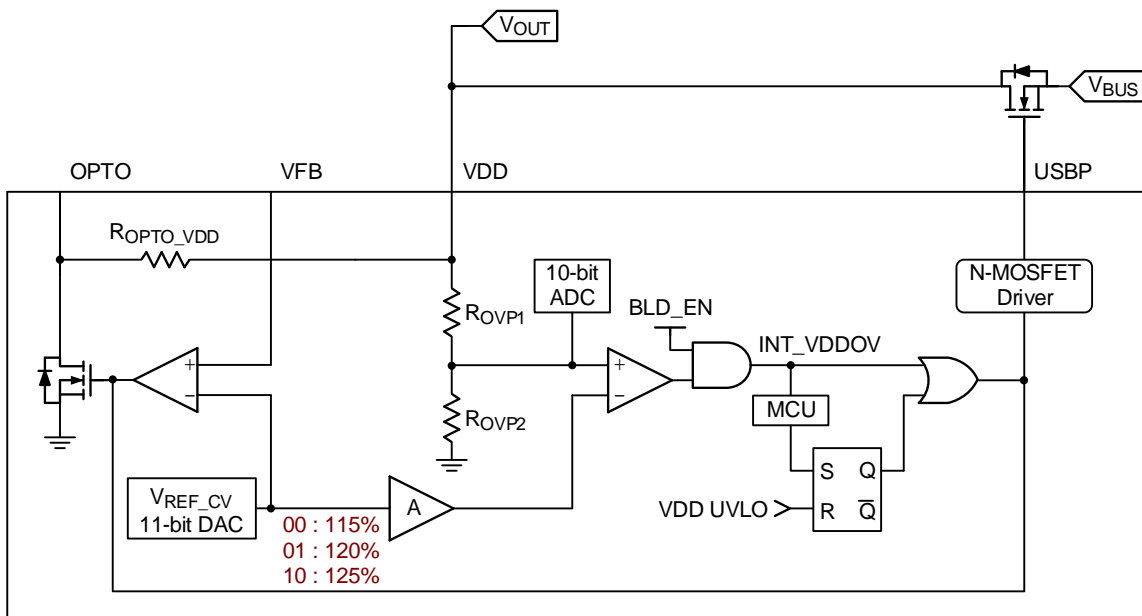 VOUT
VBUS
OPTO
VFB
VDD
USBP
ROPTO_VDD
10-bit
ADC
N-MOSFET
Driver
ROVP1
BLD_EN
INT_VDDOV
+
−
+
−
MCU
ROVP2
S Q
R Q̅
VDD UVLO
VREF_CV
11-bit DAC
A
00 : 115%
01 : 120%
10 : 125%